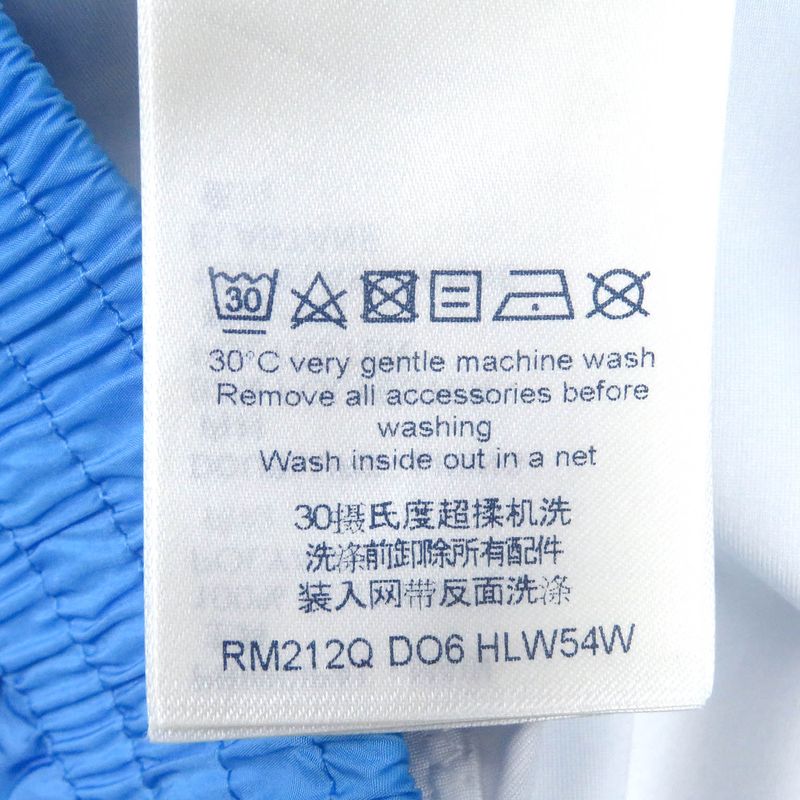 30
30°C very gentle machine wash
Remove all accessories before
washing
Wash inside out in a net
30摄氏度超揉机洗
洗涤前卸除所有配件
装入网带反面洗涤
RM212Q DO6 HLW54W